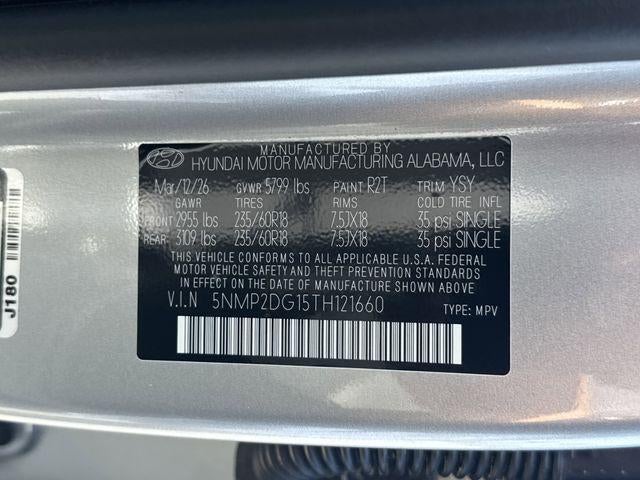 MANUFACTURED BY
HYUNDAI MOTOR MANUFACTURING ALABAMA, LLC
Mar/12/26 GVWR 5799 lbs PAINT R2T TRIM YSY
GAWR TIRES RIMS COLD TIRE INFL
FRONT 2955 lbs 235/60R18 7.5JX18 35 psi SINGLE
REAR 3109 lbs 235/60R18 7.5JX18 35 psi SINGLE
THIS VEHICLE CONFORMS TO ALL APPLICABLE U.S.A. FEDERAL
MOTOR VEHICLE SAFETY AND THEFT PREVENTION STANDARDS
IN EFFECT ON THE DATE OF MANUFACTURE SHOWN ABOVE
V.I.N 5NMP2DG15TH121660 TYPE: MPV
J180